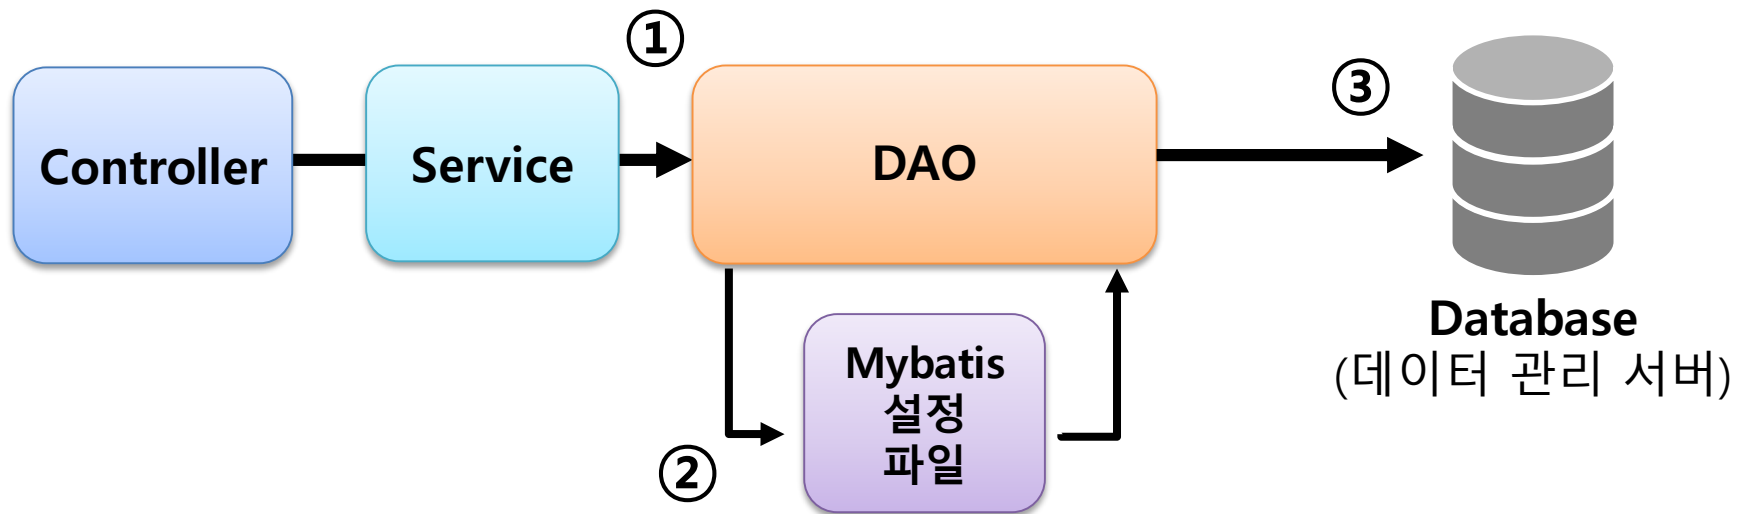 ①
③
Controller
Service
DAO
Database
(데이터 관리 서버)
Mybatis
설정
파일
②